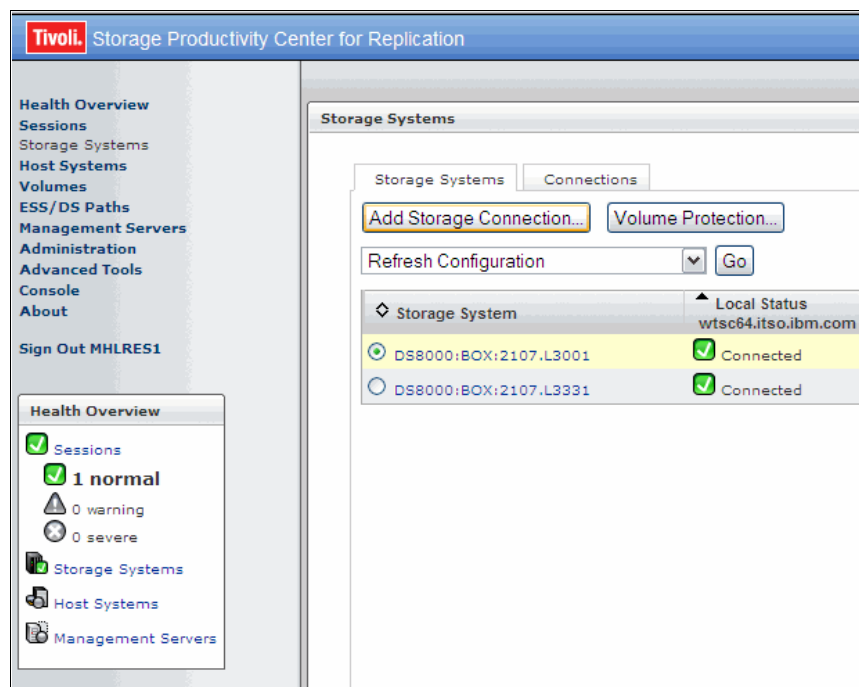 Tivoli. Storage Productivity Center for Replication
Health Overview
Sessions
Storage Systems
Host Systems
Volumes
ESS/DS Paths
Management Servers
Administration
Advanced Tools
Console
About
Sign Out MHLRES1
Health Overview
Sessions
1 normal
0 warning
0 severe
Storage Systems
Host Systems
Management Servers
Storage Systems
Storage Systems Connections
Add Storage Connection... Volume Protection...
Refresh Configuration Go
Storage System Local Status
wtsc64.itso.ibm.com
DS8000:BOX:2107.L3001 Connected
DS8000:BOX:2107.L3331 Connected